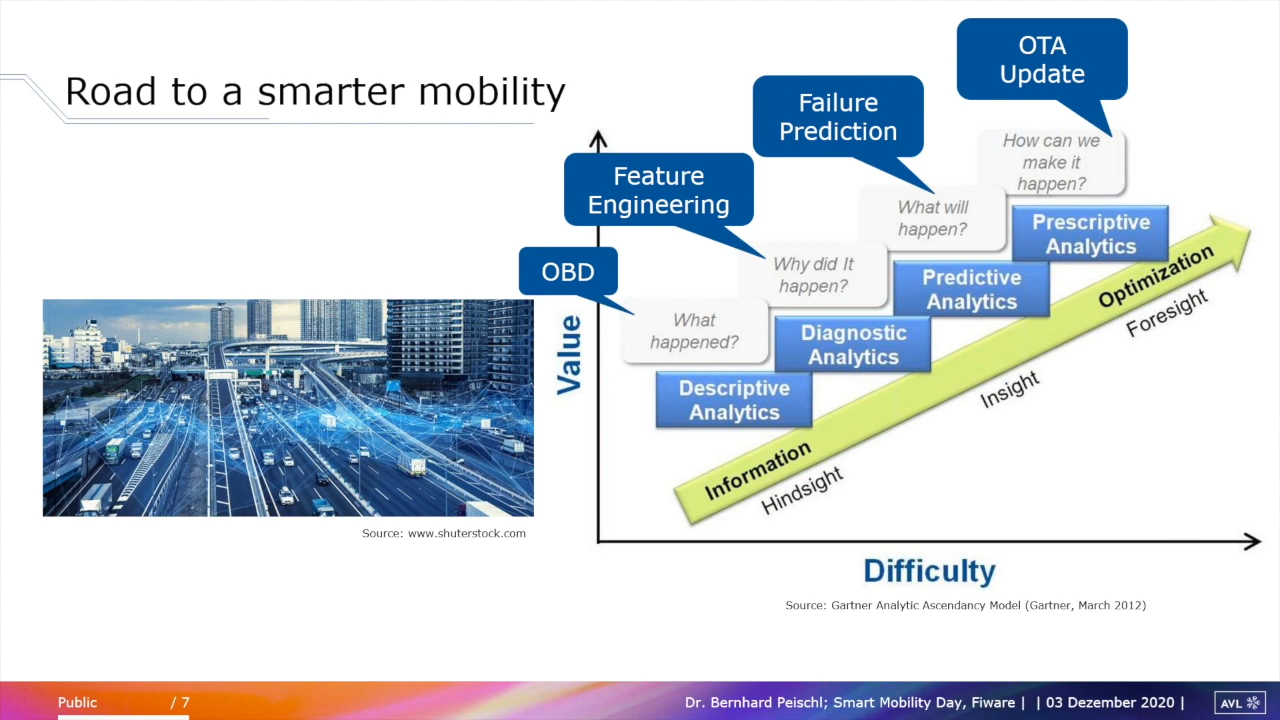 Road to a smarter mobility
OTA
Update
Failure
Prediction
Feature
Engineering
OBD
How can we
make it
happen?
What will
happen?
Why did It
happen?
What
happened?
Prescriptive
Analytics
Predictive
Analytics
Diagnostic
Analytics
Descriptive
Analytics
Value
Information
Optimization
Hindsight
Insight
Foresight
Difficulty
Source: www.shuterstock.com
Source: Gartner Analytic Ascendancy Model (Gartner, March 2012)
Public
/ 7
Dr. Bernhard Peischl; Smart Mobility Day, Fiware | | 03 Dezember 2020 |
AVL